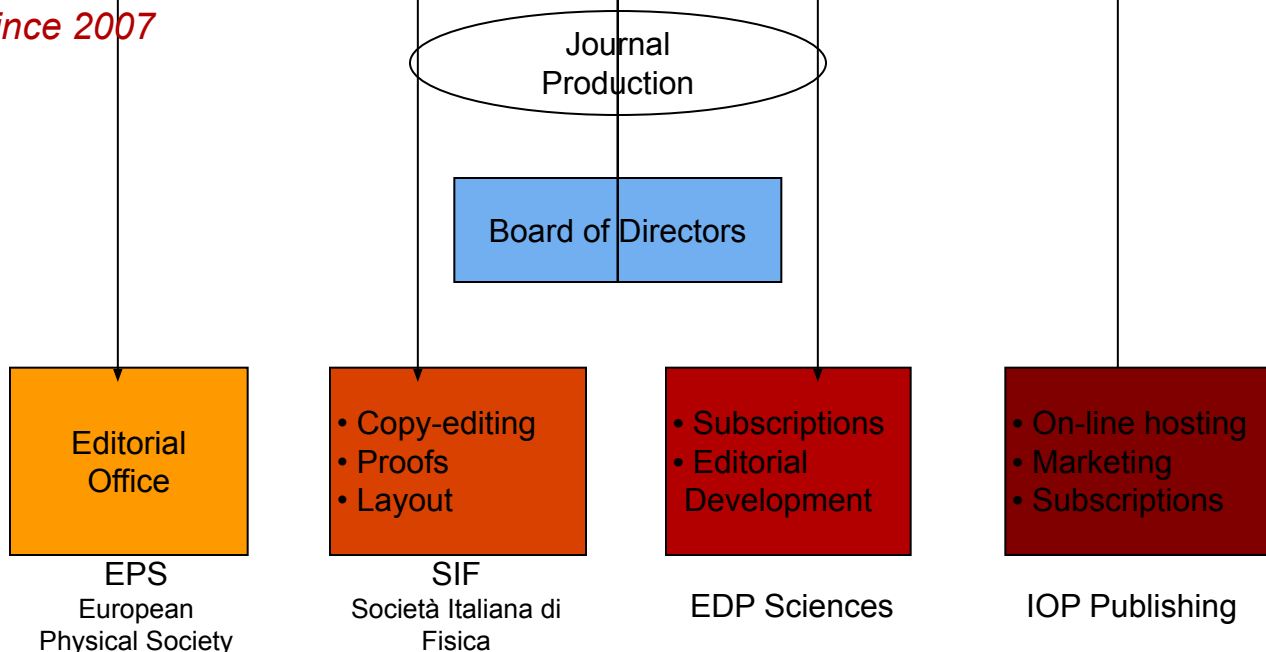 ince 2007
Journal
Production
Board of Directors
Editorial
Office
• Copy-editing
• Proofs
• Layout
• Subscriptions
• Editorial
Development
• On-line hosting
• Marketing
• Subscriptions
EPS
European
Physical Society
SIF
Società Italiana di
Fisica
EDP Sciences
IOP Publishing